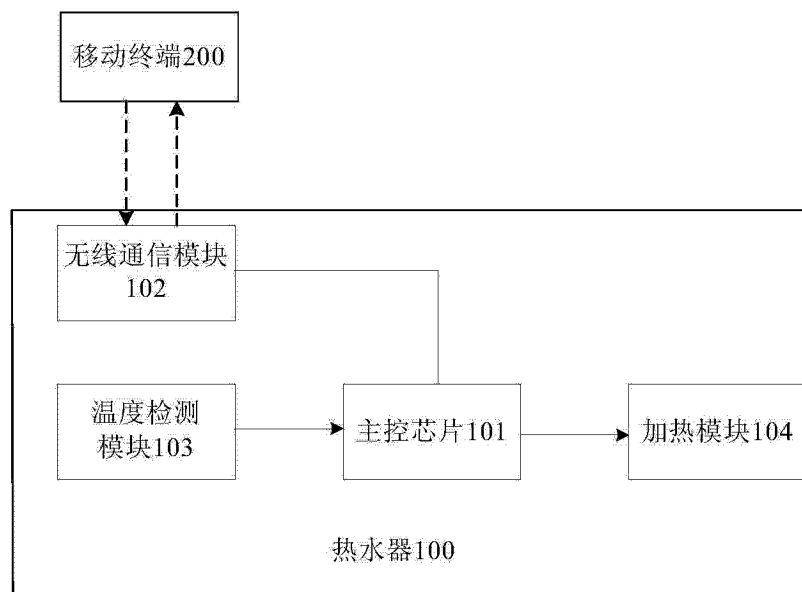 移动终端200
无线通信模块
102
温度检测
模块103
主控芯片101
加热模块104
热水器100